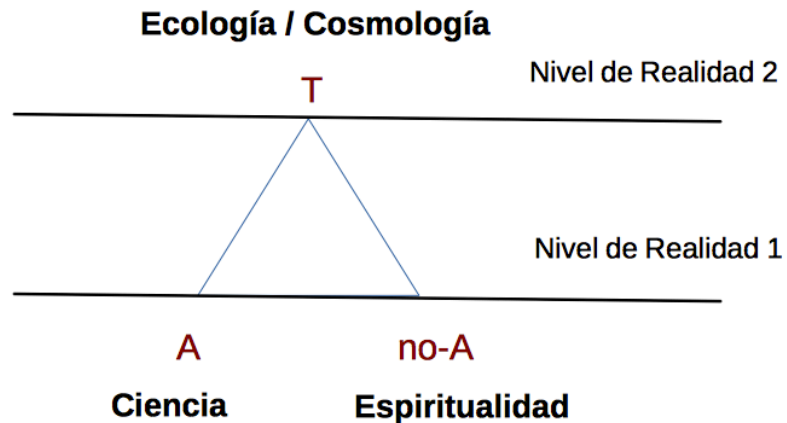 Ecología / Cosmología
Nivel de Realidad 2
T
Nivel de Realidad 1
A
no-A
Ciencia
Espiritualidad